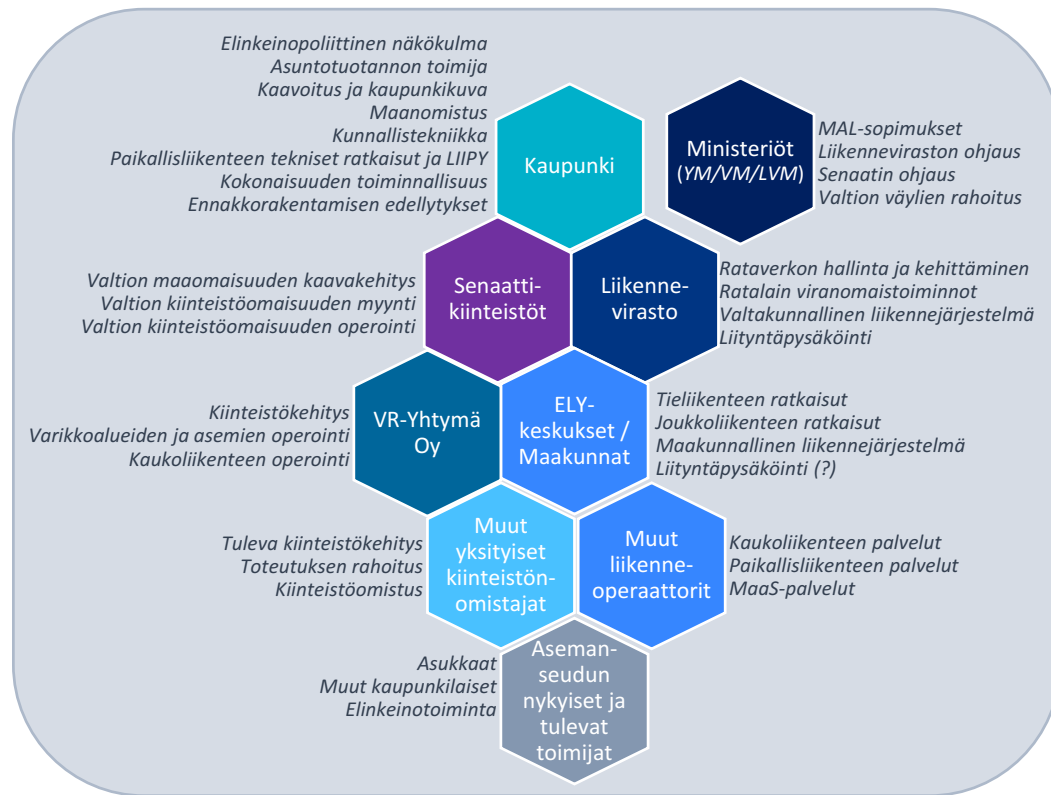 Elinkeinopoliittinen näkökulma
Asuntotuotannon toimija
Kaavoitus ja kaupunkikuva
Maanomistus
Kunnallistekniikka
Paikallisliikenteen tekniset ratkaisut ja LIIPY
Kokonaisuuden toiminnallisuus
Ennakkorakentamisen edellytykset
Kaupunki
Ministeriöt
(YM/VM/LVM)
MAL-sopimukset
Liikenneviraston ohjaus
Senaatin ohjaus
Valtion väylien rahoitus
Valtion maaomaisuuden kaavakehitys
Valtion kiinteistöomaisuuden myynti
Valtion kiinteistöomaisuuden operointi
Senaatti-
kiinteistöt
Liikenne-
virasto
Rataverkon hallinta ja kehittäminen
Ratalain viranomaistoiminnot
Valtakunnallinen liikennejärjestelmä
Liityntäpysäköinti
Kiinteistökehitys
Varikkoalueiden ja asemien operointi
Kaukoliikenteen operointi
VR-Yhtymä
Oy
ELY-
keskukset /
Maakunnat
Tieliikenteen ratkaisut
Joukkoliikenteen ratkaisut
Maakunnallinen liikennejärjestelmä
Liityntäpysäköinti (?)
Tuleva kiinteistökehitys
Toteutuksen rahoitus
Kiinteistöomistus
Muut
yksityiset
kiinteistön-
omistajat
Muut
liikenne-
operaattorit
Kaukoliikenteen palvelut
Paikallisliikenteen palvelut
MaaS-palvelut
Asukkaat
Muut kaupunkilaiset
Elinkeinotoiminta
Aseman-
seudun
nykyiset ja
tulevat
toimijat